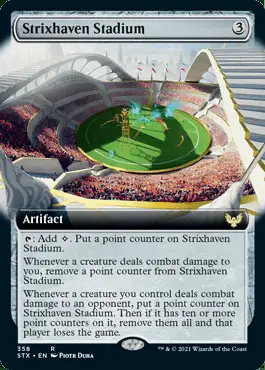 Strixhaven Stadium 3
Artifact
: Add . Put a point counter on Strixhaven
Stadium.
Whenever a creature deals combat damage to
you, remove a point counter from Strixhaven
Stadium.
Whenever a creature you control deals combat
damage to an opponent, put a point counter on
Strixhaven Stadium. Then if it has ten or more
point counters on it, remove them all and that
player loses the game.
358 R
STX • EN Piotr Dura
™ & © 2021 Wizards of the Coast